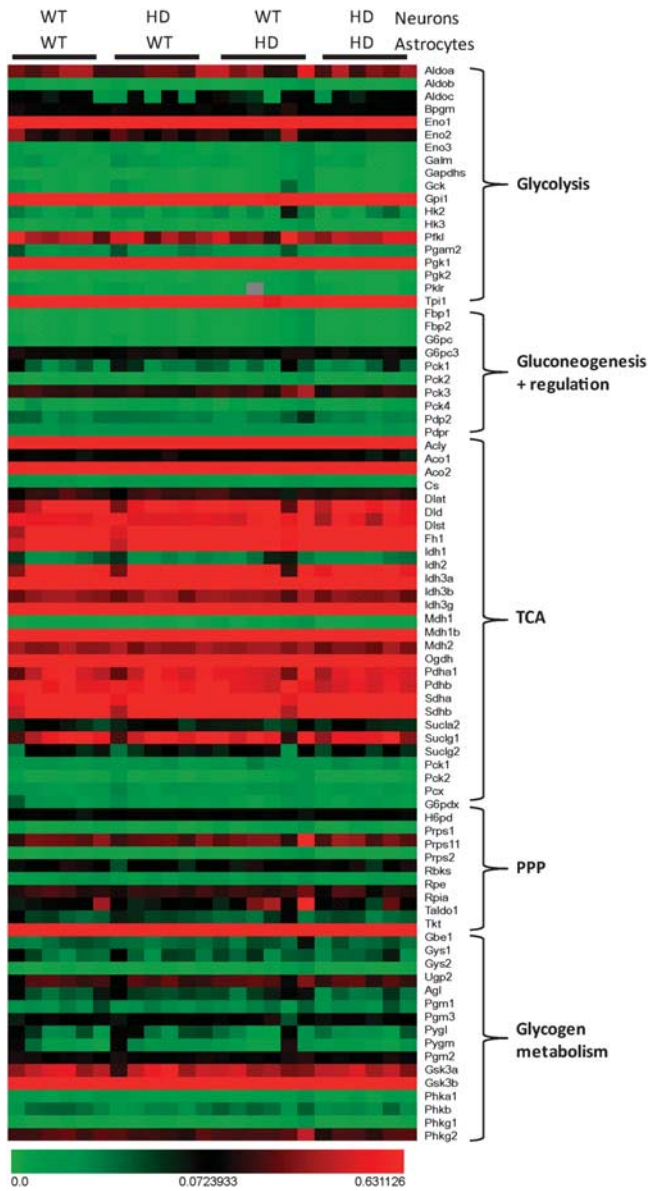 WT HD WT HD Neurons
WT WT HD HD Astrocytes
Aldoa
Aldob
Aldoc
Bpgm
Eno1
Eno2
Eno3
Galm
Gapdhs
Gck
Gpi1
Hk2
Hk3
Pfkl
Pgam2
Pgk1
Pgk2
Pklr
Tpi1
Glycolysis
Fbp1
Fbp2
G6pc
G6pc3
Pck1
Pck2
Pck3
Pck4
Pdp2
Pdpr
Gluconeogenesis
+ regulation
Acly
Aco1
Aco2
Cs
Dlat
Dld
Dlst
Fh1
Idh1
Idh2
Idh3a
Idh3b
Idh3g
Mdh1
Mdh1b
Mdh2
Ogdh
Pdha1
Pdhb
Sdha
Sdhb
Sucla2
Suclg1
Suclg2
Pck1
Pck2
Pcx
TCA
G6pdx
H6pd
Prps1
Prps11
Prps2
Rbks
Rpe
Rpia
Taldo1
Tkt
PPP
Gbe1
Gys1
Gys2
Ugp2
Agl
Pgm1
Pgm3
Pygl
Pygm
Pgm2
Gsk3a
Gsk3b
Phka1
Phkb
Phkg1
Phkg2
Glycogen
metabolism
0.0 0.0723933 0.631126